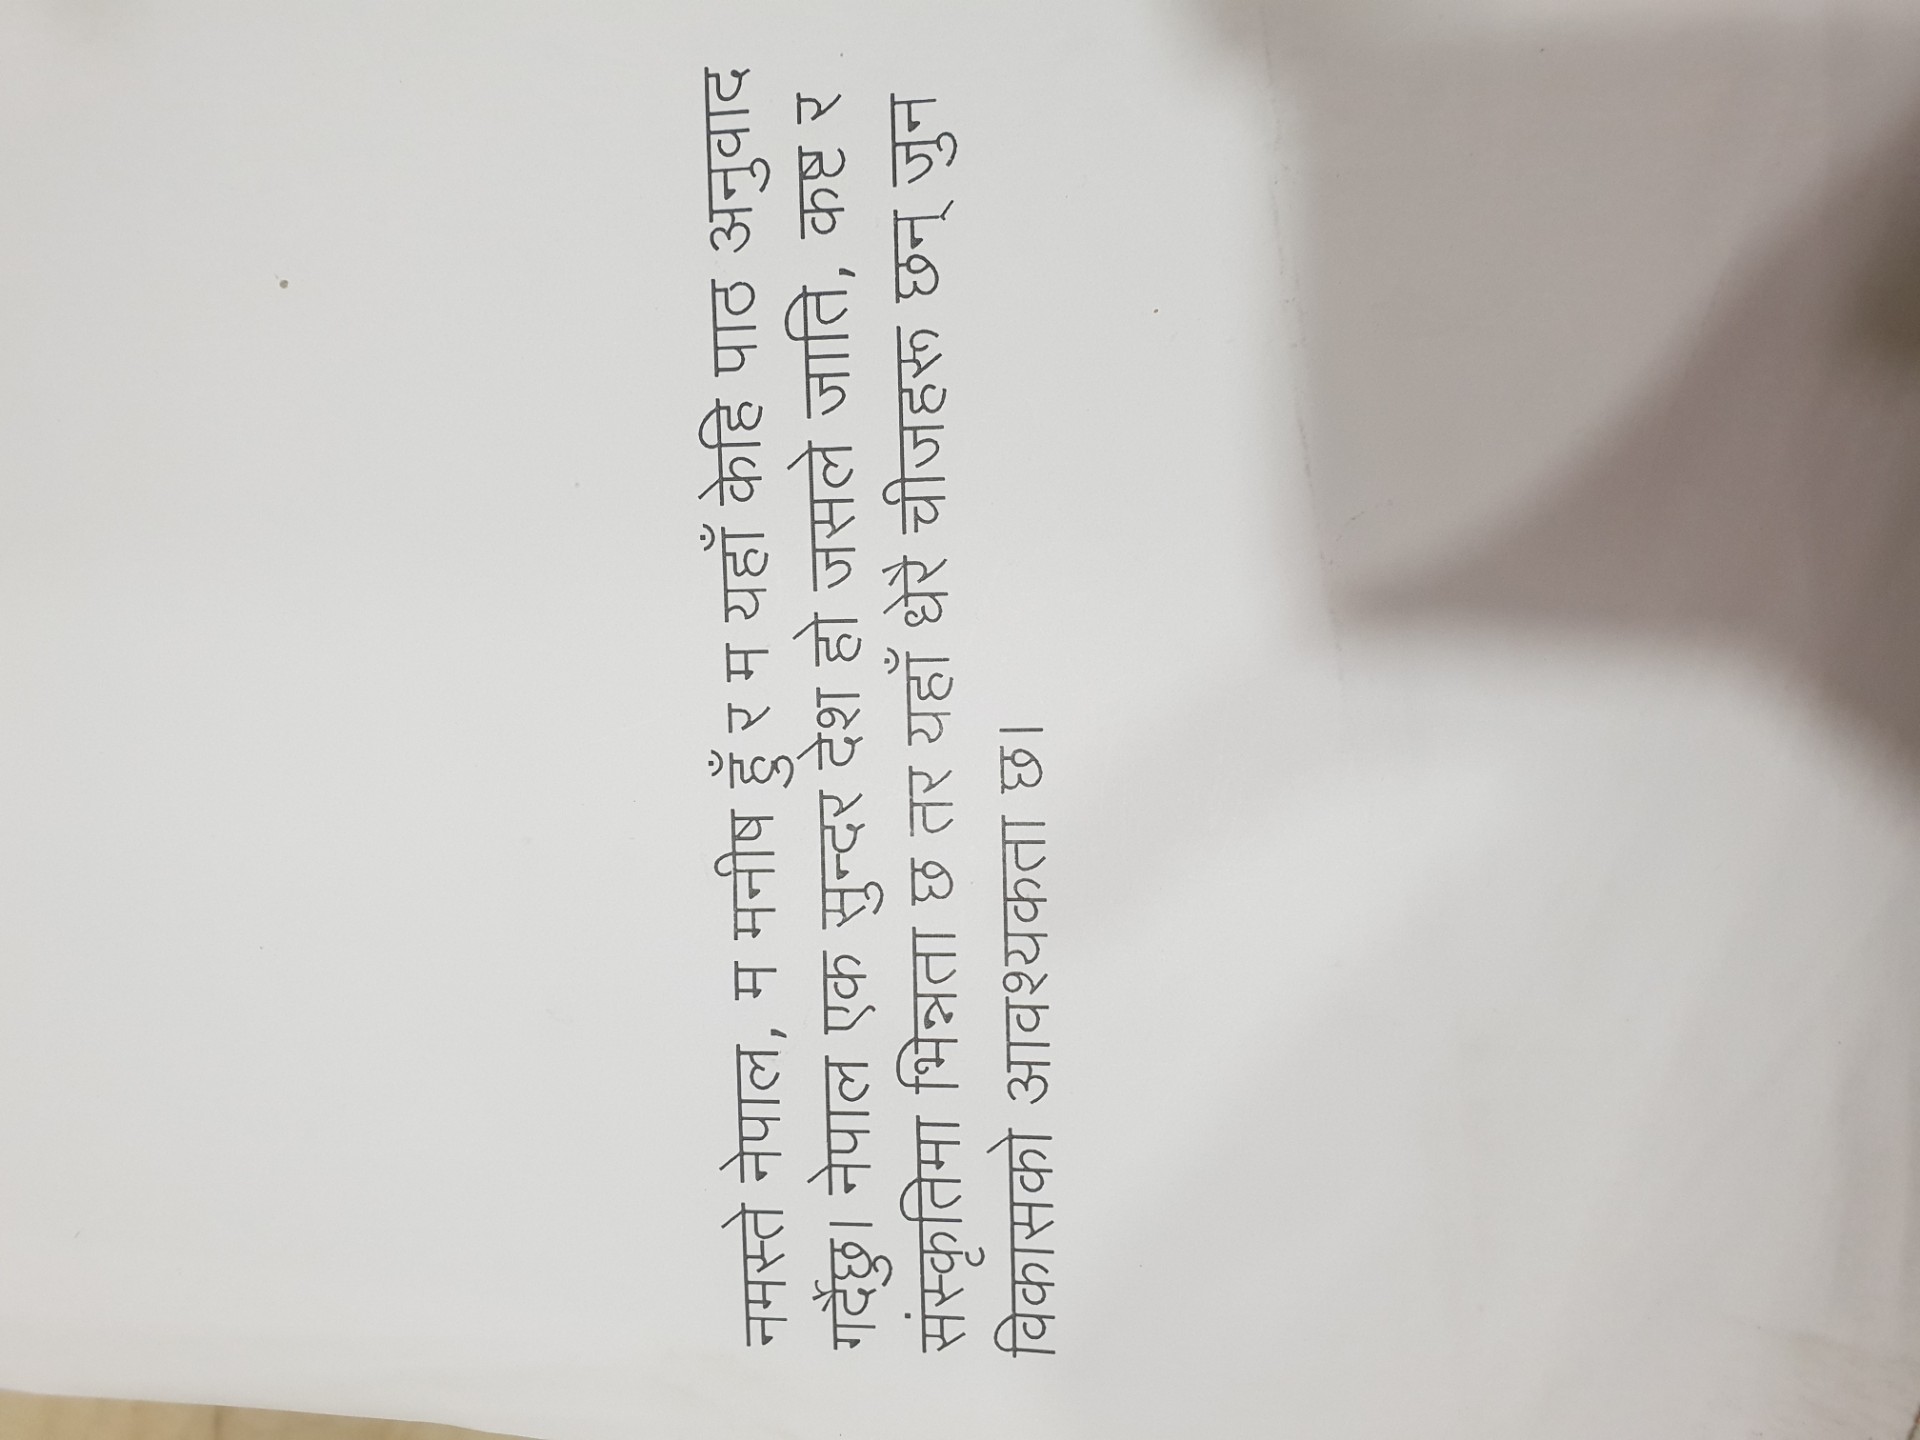 नमस्ते नेपाल, म मनीष हुँ र म यहाँ केहि पाठ अनुवाद
गर्दैछु। नेपाल एक सुन्दर देश हो जसले जाति, कष्ट र
संस्कृतिमा भिन्नता छ तर यहाँ धेरै चीजहरू छन् जुन
विकासको आवश्यकता छ।